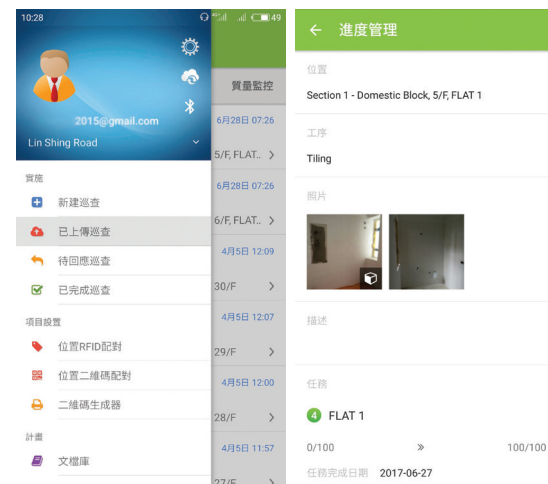 10:28
49
2015@gmail.com
Lin Shing Road
實施
新建巡查
已上傳巡查
待回應巡查
已完成巡查
項目設置
位置RFID配對
位置二維碼配對
二維碼生成器
計畫
文檔庫
質量監控
6月28日 07:26
5/F, FLAT..
6月28日 07:26
6/F, FLAT..
4月5日 12:09
30/F
4月5日 12:07
29/F
4月5日 12:00
28/F
4月5日 11:57
27/F
進度管理
位置
Section 1 - Domestic Block, 5/F, FLAT 1
工序
Tiling
照片
描述
任務
4 FLAT 1
0/100 » 100/100
任務完成日期 2017-06-27